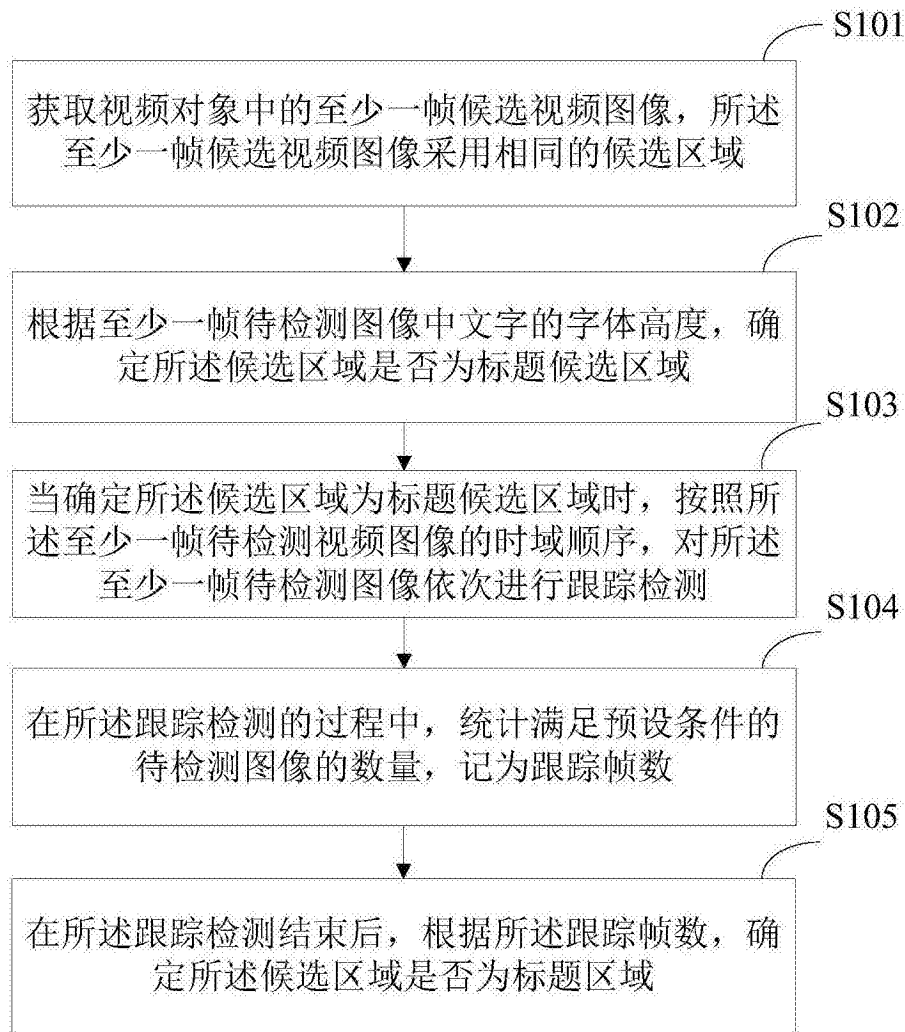 S101
获取视频对象中的至少一帧候选视频图像，所述
至少一帧候选视频图像采用相同的候选区域
S102
根据至少一帧待检测图像中文字的字体高度，确
定所述候选区域是否为标题候选区域
S103
当确定所述候选区域为标题候选区域时，按照所
述至少一帧待检测视频图像的时域顺序，对所述
至少一帧待检测图像依次进行跟踪检测
S104
在所述跟踪检测的过程中，统计满足预设条件的
待检测图像的数量，记为跟踪帧数
S105
在所述跟踪检测结束后，根据所述跟踪帧数，确
定所述候选区域是否为标题区域